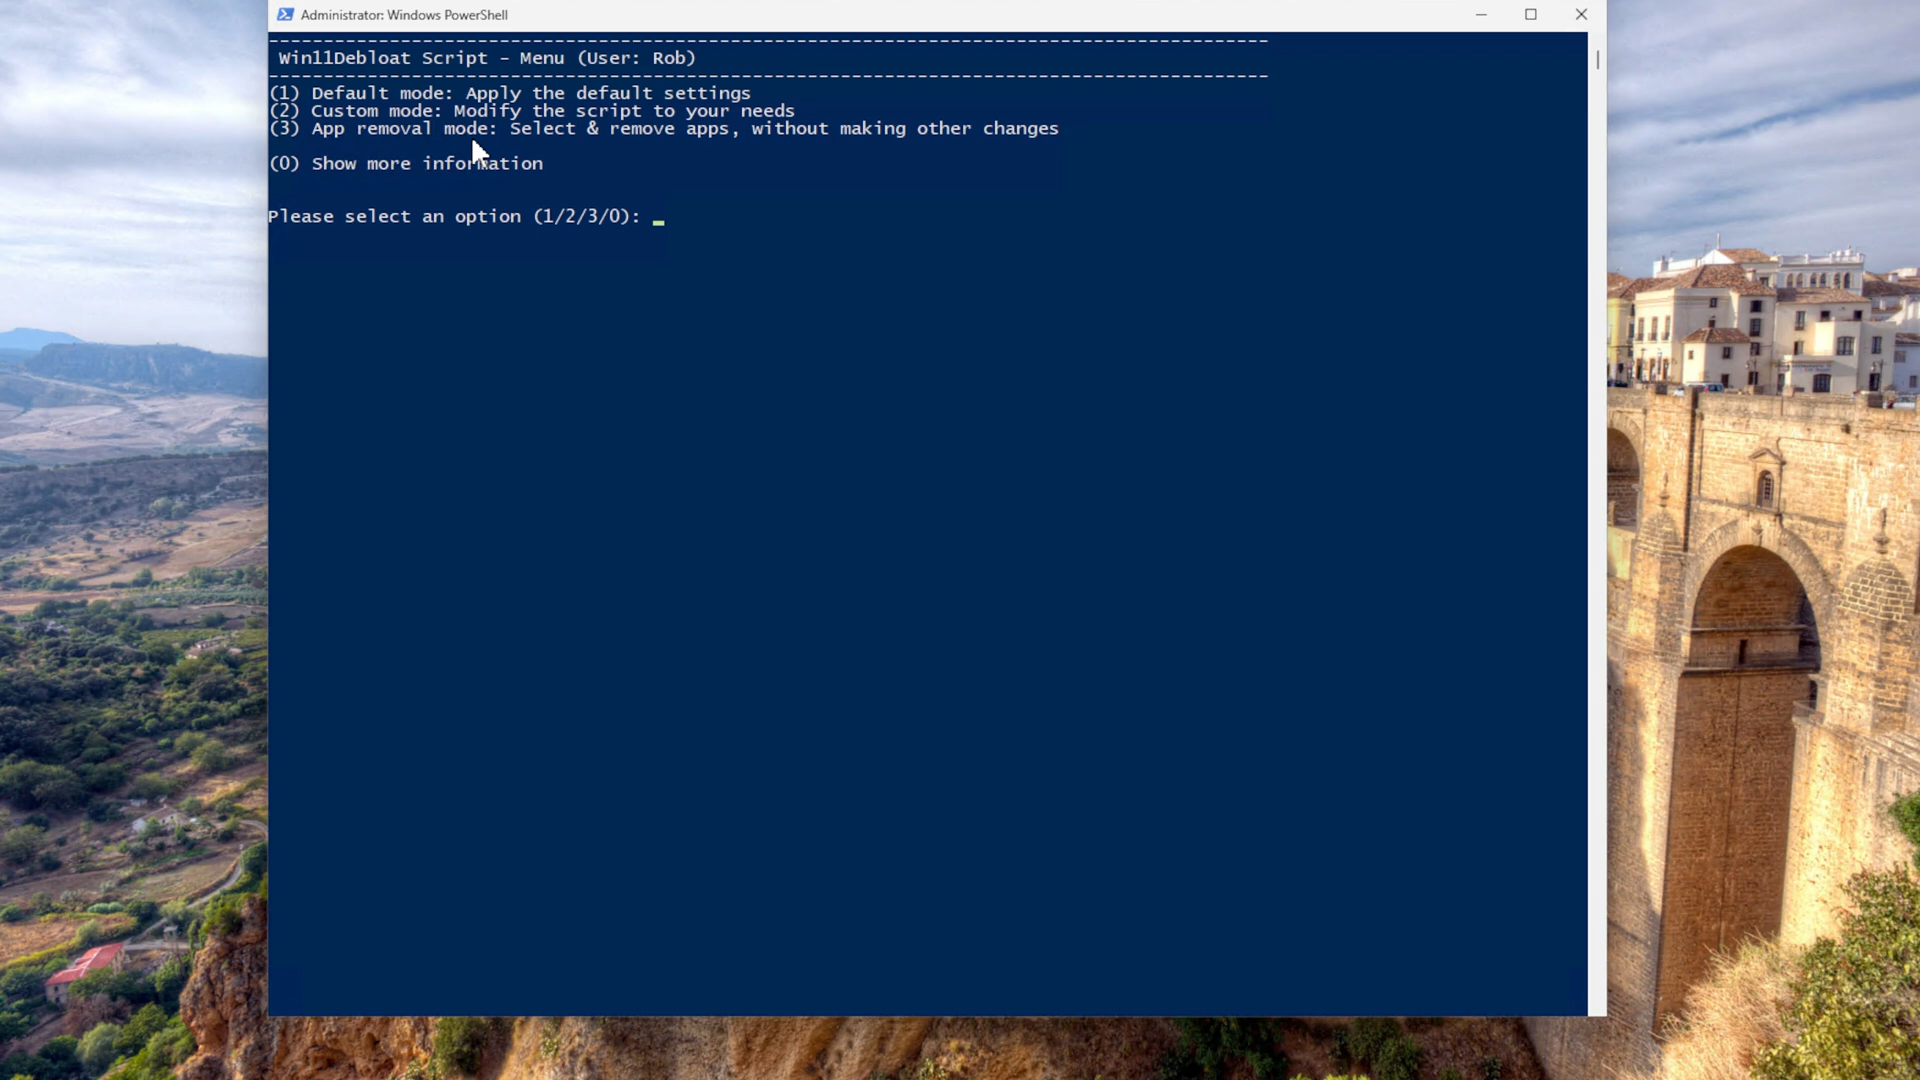 Administrator: Windows PowerShell
-------------------------------------------------------------------------------------------
Win11Debloat Script - Menu (User: Rob)
-------------------------------------------------------------------------------------------
(1) Default mode: Apply the default settings
(2) Custom mode: Modify the script to your needs
(3) App removal mode: Select & remove apps, without making other changes
(0) Show more information
Please select an option (1/2/3/0):